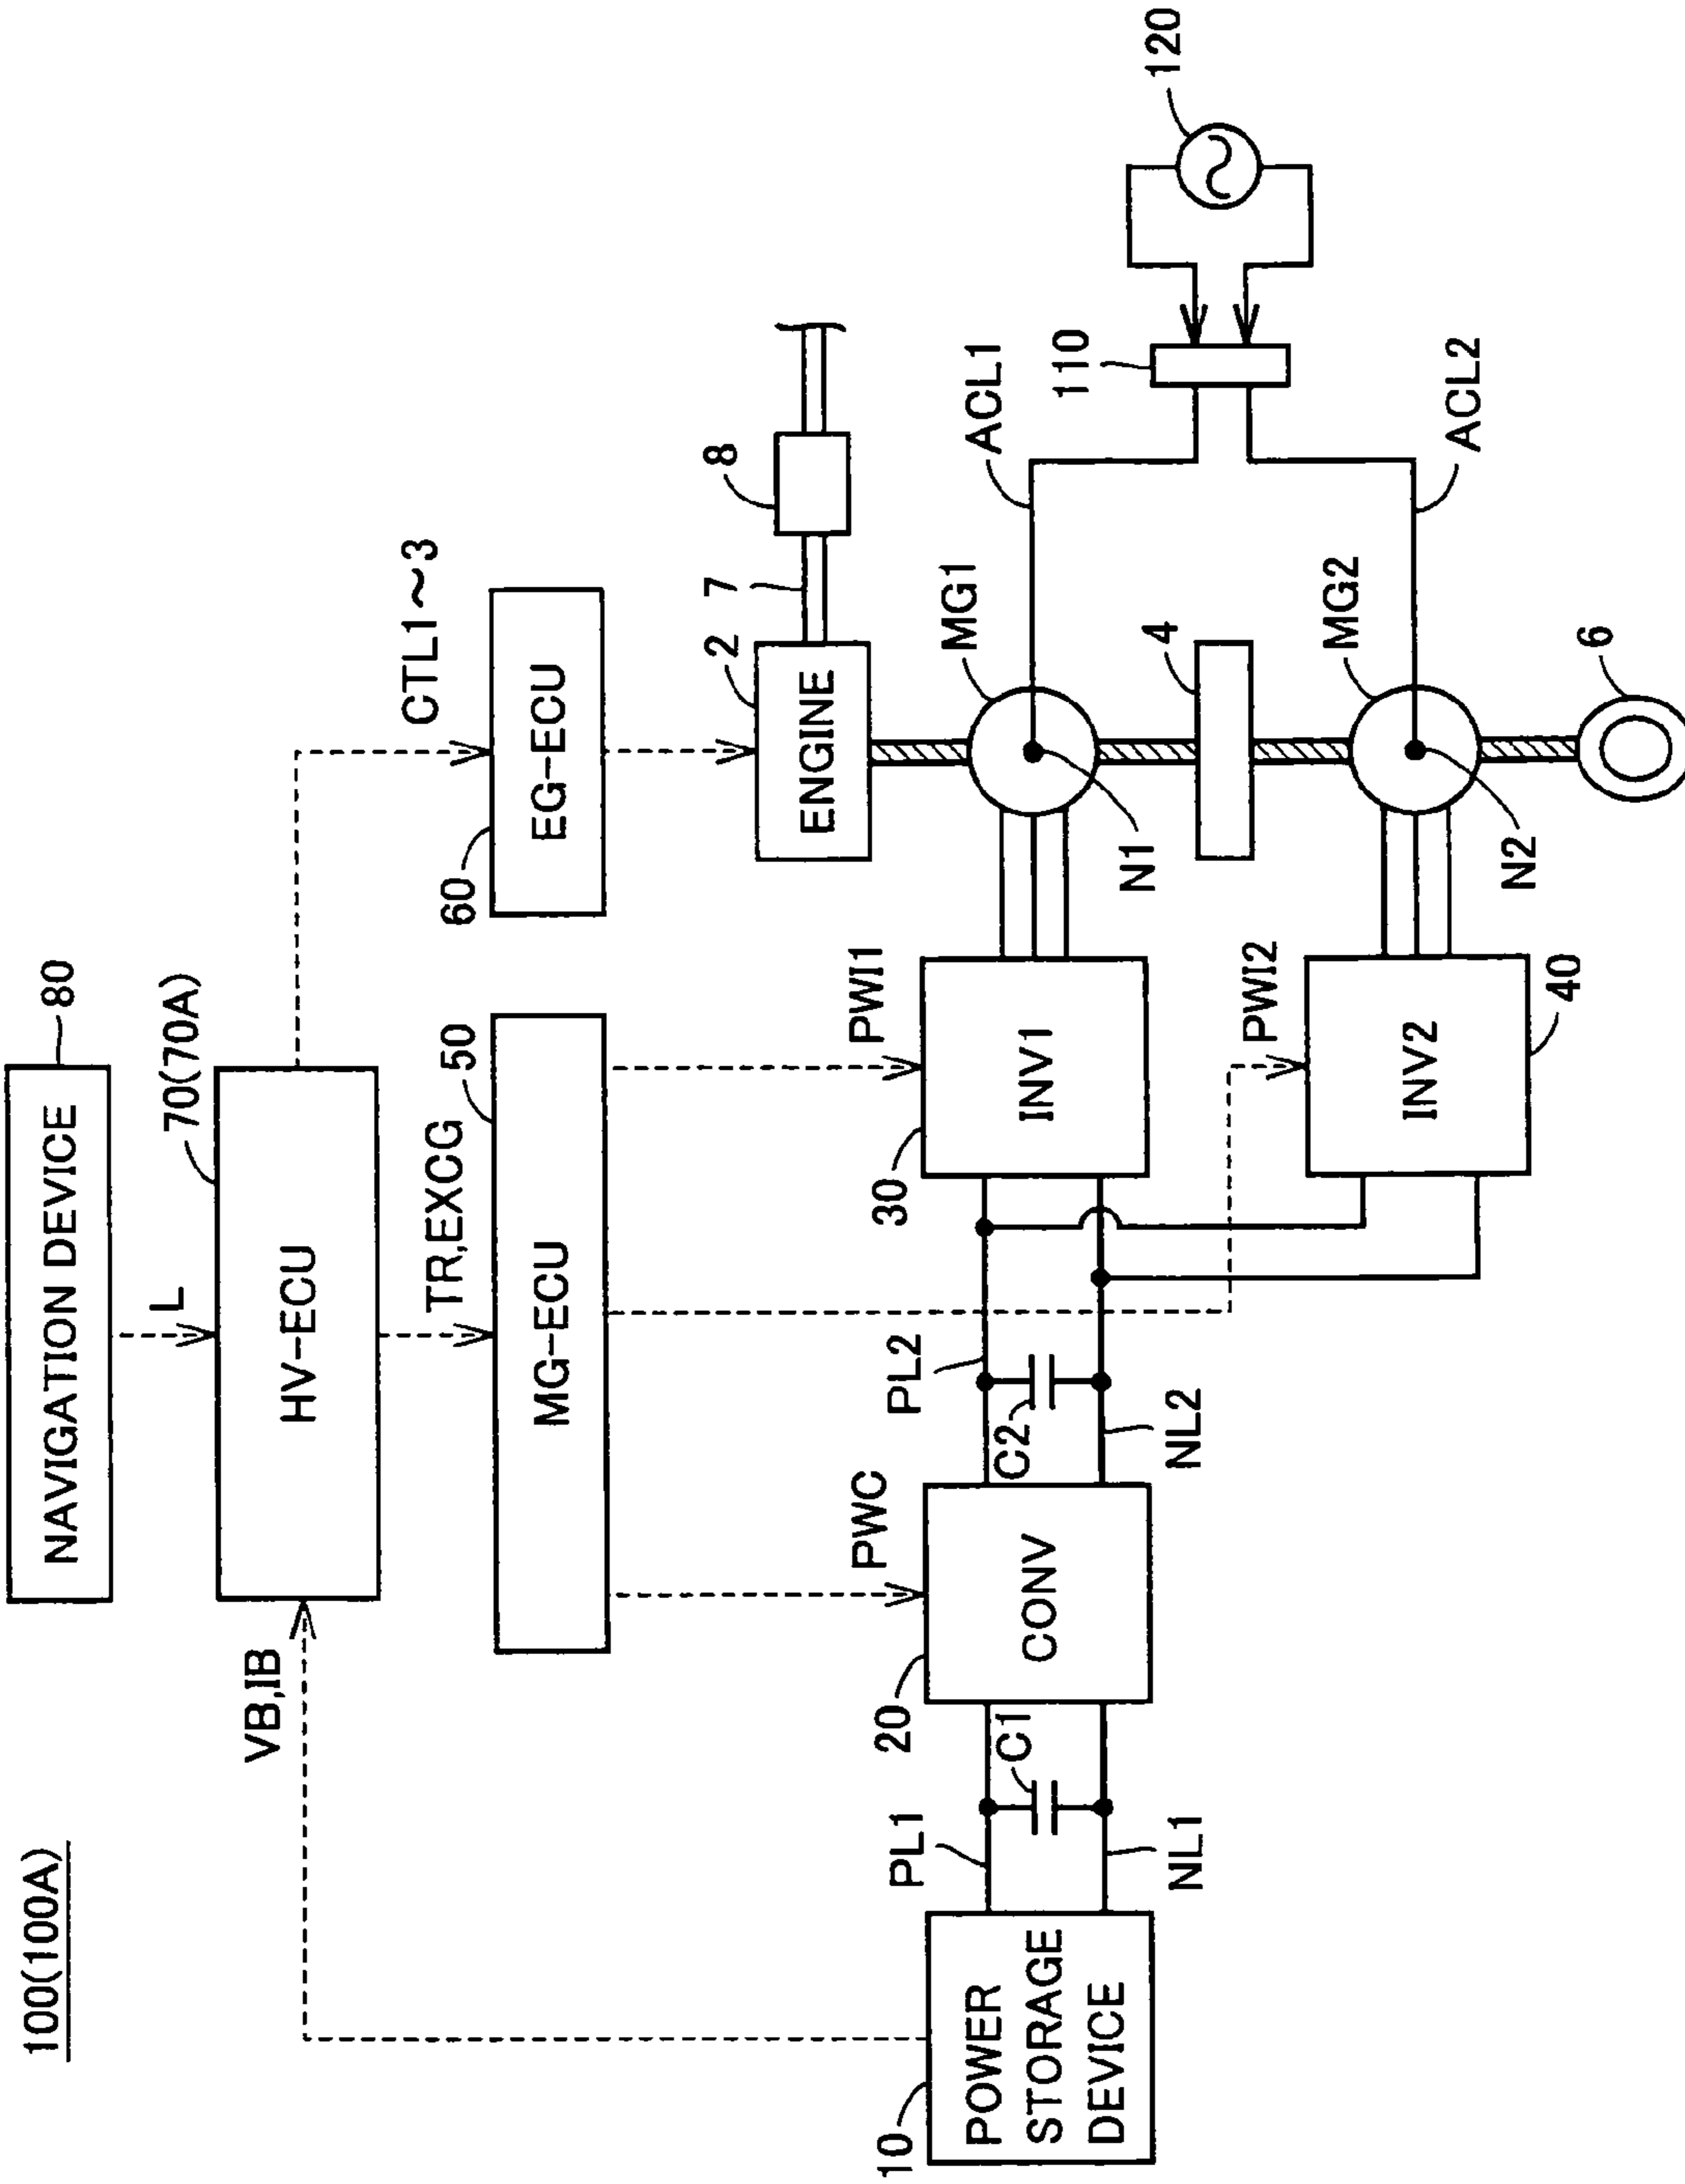 100(100A)
NAVIGATION DEVICE
80
L
VB,IB
HV-ECU
70(70A)
TR,EXCG
CTL1~3
MG-ECU
50
60
EG-ECU
PWC
PWI1
PWI2
2
ENGINE
7
8
10
POWER
STORAGE
DEVICE
PL1
C1
NL1
20
CONV
PL2
C2
NL2
30
INV1
INV2
40
MG1
N1
4
MG2
N2
6
ACL1
ACL2
110
120